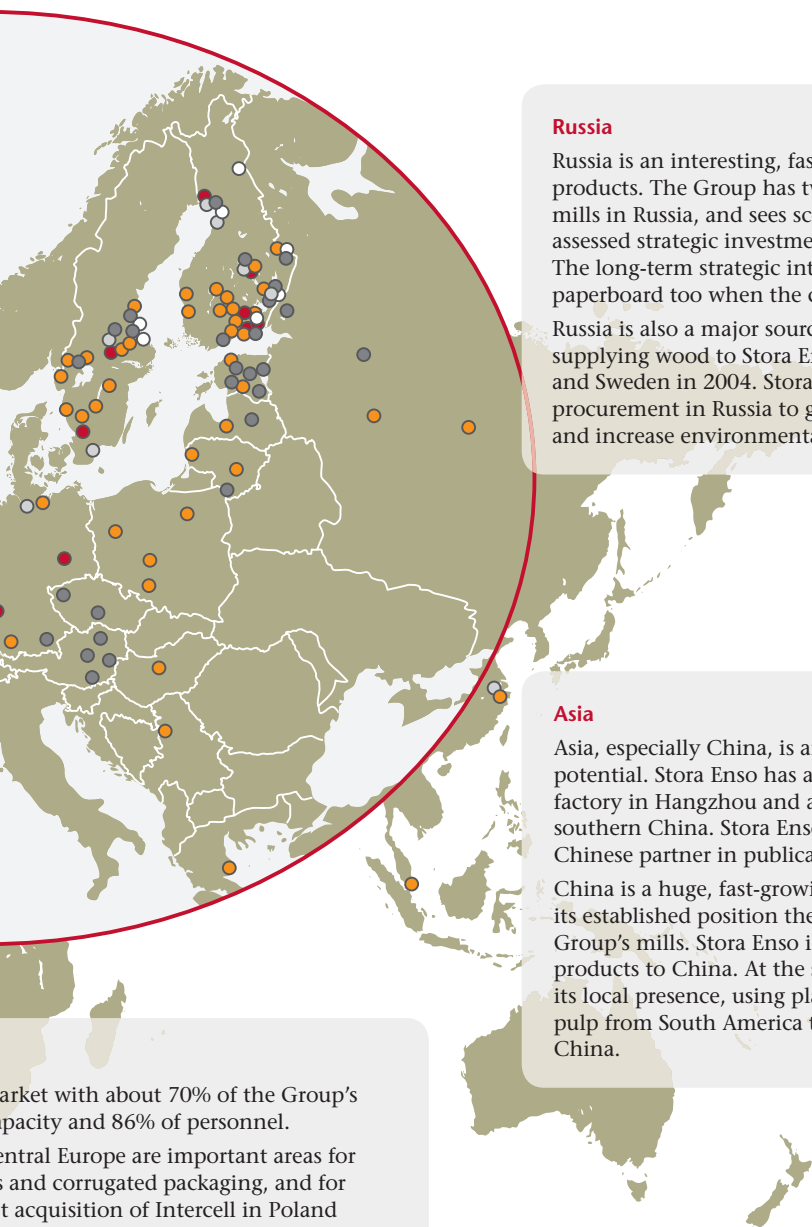 Russia
Russia is an interesting, fas
products. The Group has tw
mills in Russia, and sees sc
assessed strategic investme
The long-term strategic int
paperboard too when the c
Russia is also a major sourc
supplying wood to Stora En
and Sweden in 2004. Stora
procurement in Russia to g
and increase environmenta
Asia
Asia, especially China, is a
potential. Stora Enso has a
factory in Hangzhou and a
southern China. Stora Enso
Chinese partner in publica
China is a huge, fast-growi
its established position the
Group's mills. Stora Enso i
products to China. At the s
its local presence, using pla
pulp from South America t
China.
arket with about 70% of the Group's
pacity and 86% of personnel.
entral Europe are important areas for
s and corrugated packaging, and for
t acquisition of Intercell in Poland